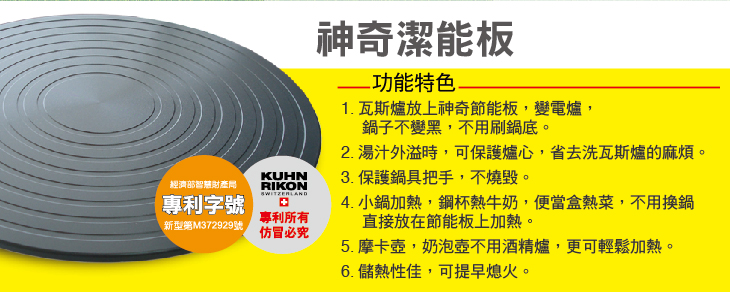 神奇潔能板
功能特色
1. 瓦斯爐放上神奇節能板，變電爐，
鍋子不變黑，不用刷鍋底。
2. 湯汁外溢時，可保護爐心，省去洗瓦斯爐的麻煩。
3. 保護鍋具把手，不燒毀。
4. 小鍋加熱，鋼杯熱牛奶，便當盒熱菜，不用換鍋
直接放在節能板上加熱。
5. 摩卡壺，奶泡壺不用酒精爐，更可輕鬆加熱。
6. 儲熱性佳，可提早熄火。
經濟部智慧財產局
專利字號
新型第M372929號
KUHN
RIKON
SWITZERLAND
專利所有
仿冒必究